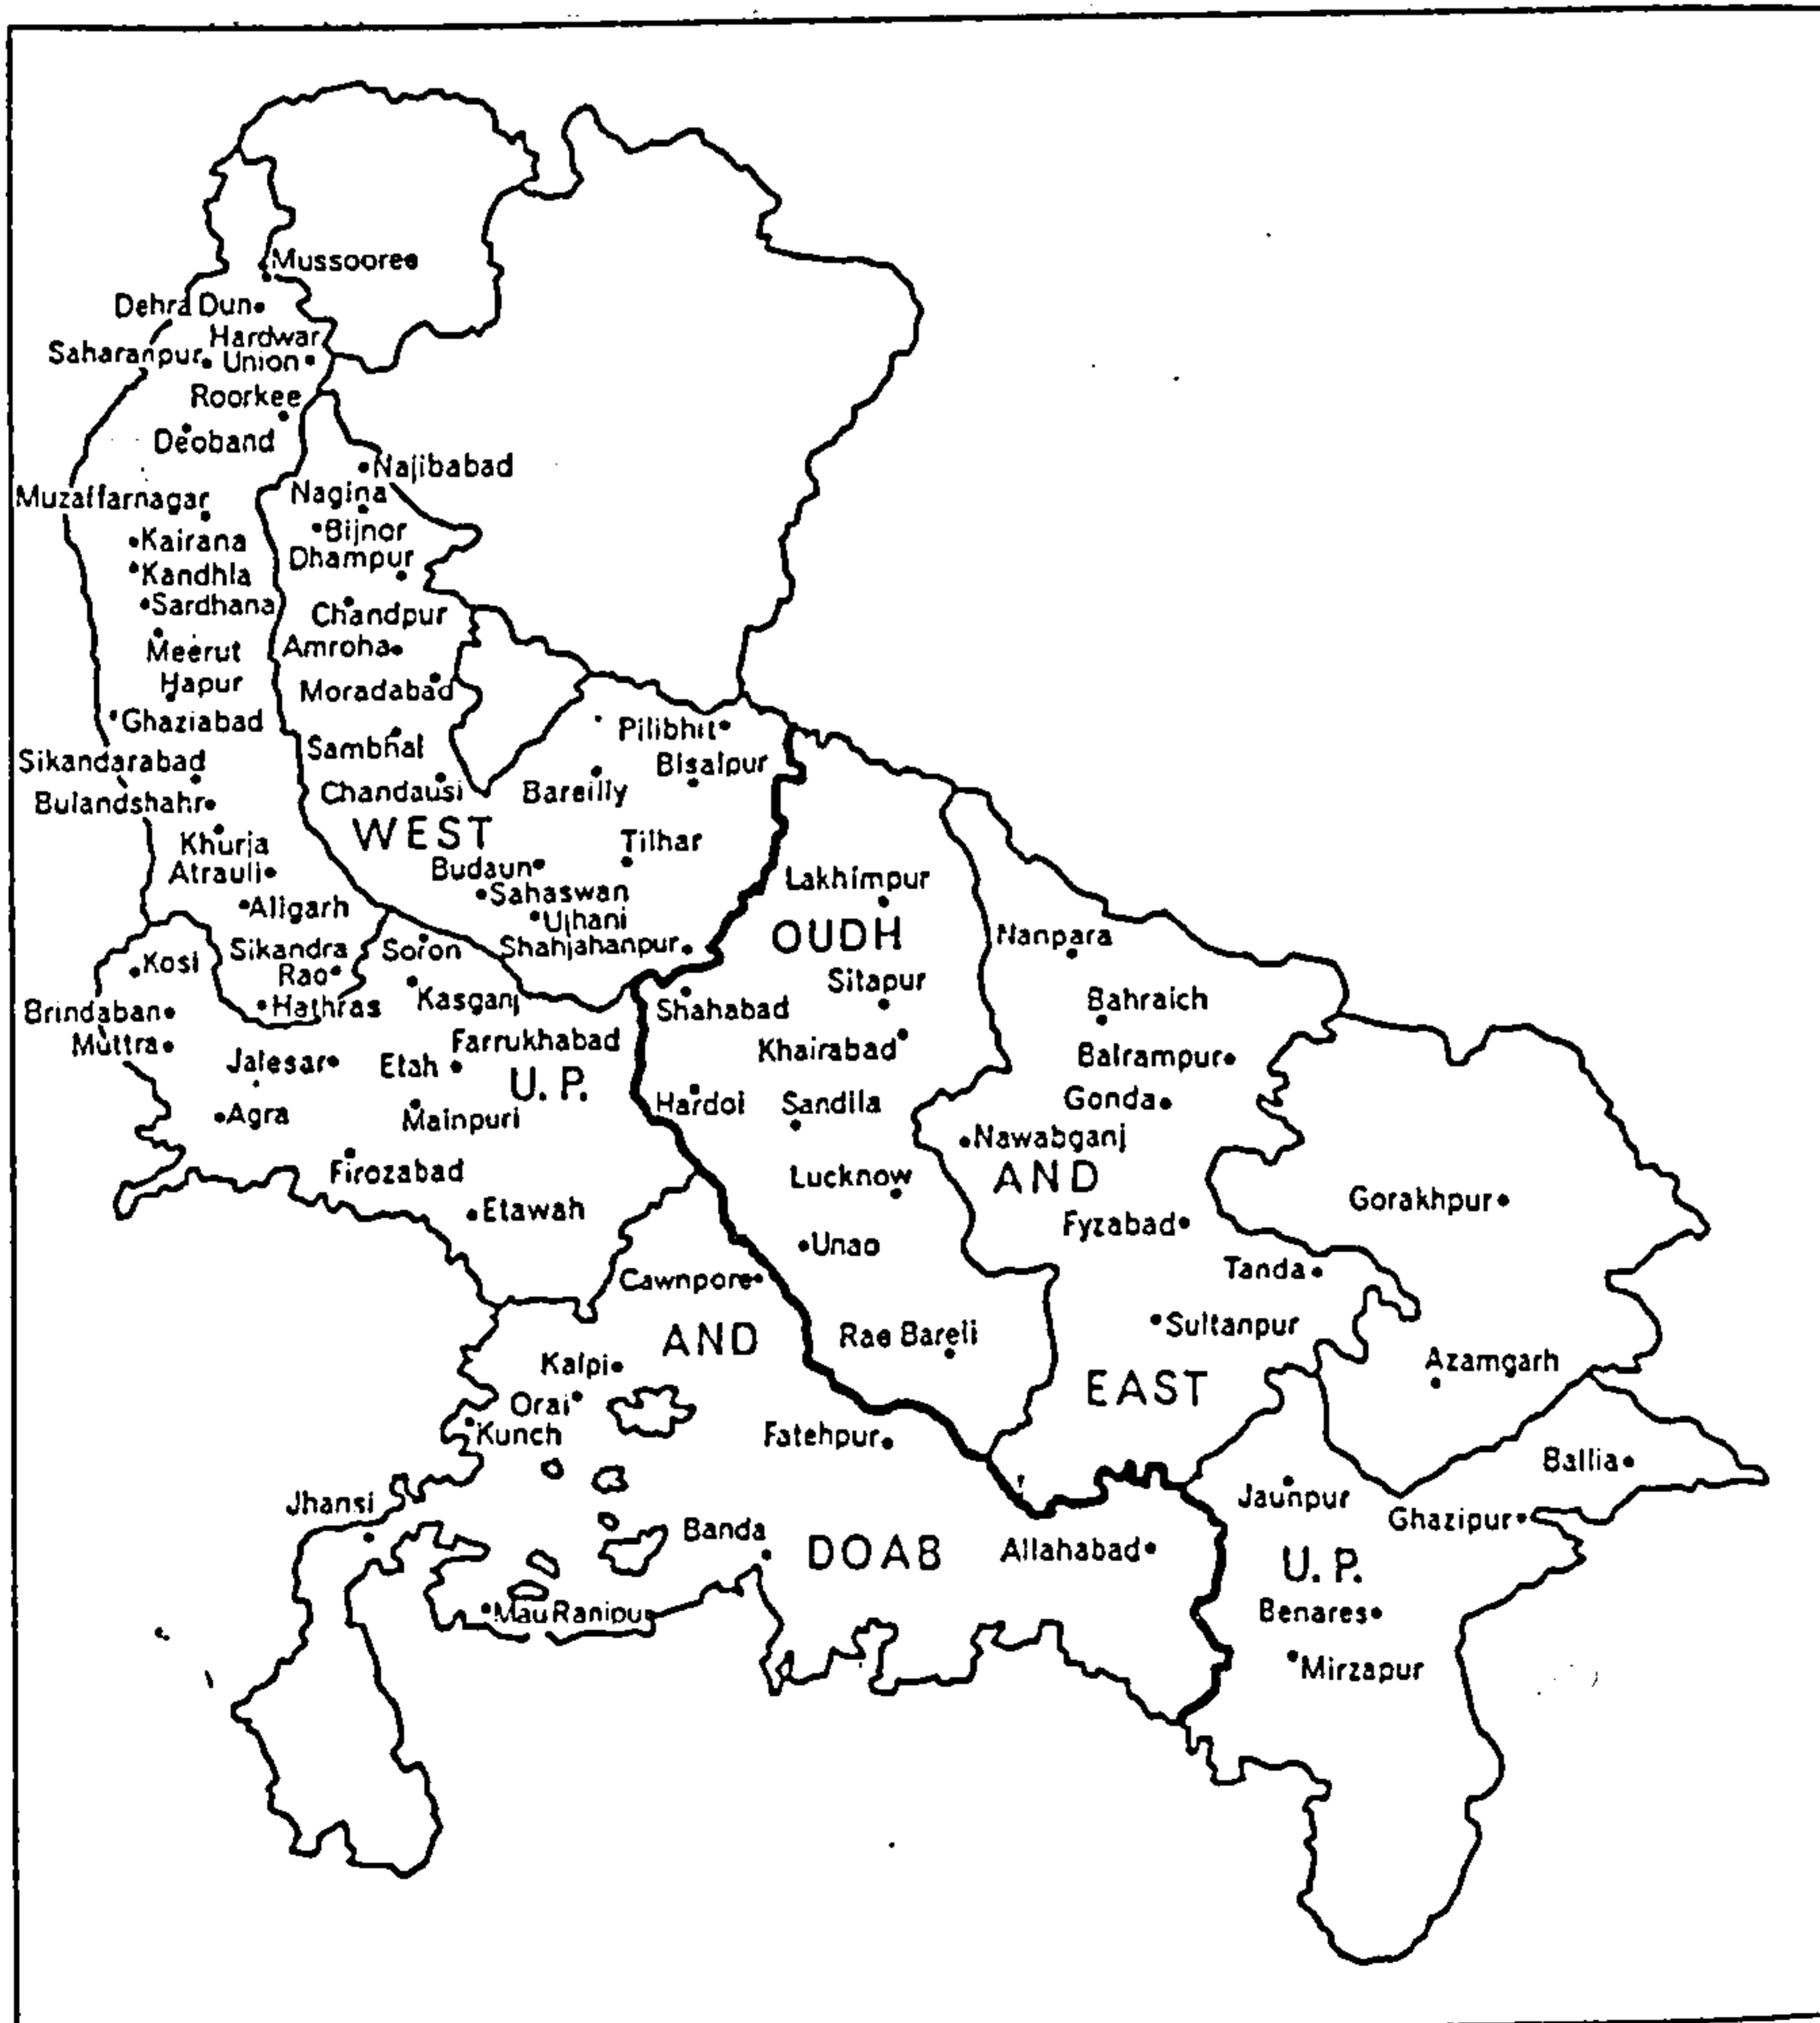 Mussooree
Dehra Dun
Hardwar
Saharanpur
Union
Roorkee
Deoband
Najibabad
Muzaffarnagar
Nagina
Bijnor
Kairana
Dhampur
Kandhla
Sardhana
Chandpur
Meerut
Amroha
Hapur
Moradabad
Ghaziabad
Pilibhit
Sambhal
Sikandarabad
Bisalpur
Chandausi
Bareilly
Bulandshahr
WEST
Khurja
Tilhar
Atrauli
Budaun
Lakhimpur
Sahaswan
Aligarh
Ujhani
OUDH
Nanpara
Sikandra
Soron
Shahjahanpur
Kosi
Rao
Sitapur
Hathras
Kasganj
Shahabad
Bahraich
Brindaban
Muttra
Farrukhabad
Khairabad
Balrampur
Jalesar
Etah
U.P.
Hardoi
Sandila
Gonda
Agra
Mainpuri
Nawabganj
Firozabad
Lucknow
AND
Gorakhpur
Etawah
Fyzabad
Unao
Tanda
Cawnpore
Sultanpur
AND
Rae Bareli
Kalpi
Azamgarh
EAST
Orai
Kunch
Fatehpur
Ballia
Jhansi
Jaunpur
Ghazipur
Banda
DOAB
Allahabad
U.P.
Mau Ranipur
Benares
Mirzapur